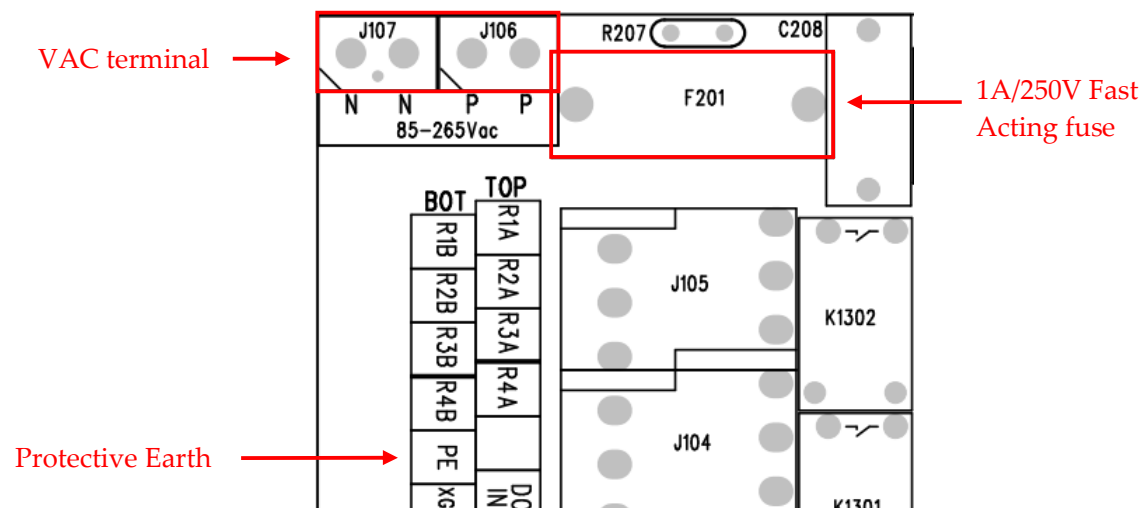 J107
J106
R207
C208
VAC terminal
F201
1A/250V Fast
Acting fuse
N N P P
85-265Vac
BOT
TOP
R1B
R1A
R2B
R2A
R3B
R3A
R4B
R4A
J105
K1302
J104
Protective Earth
PE
XG
DC
IN
K1301